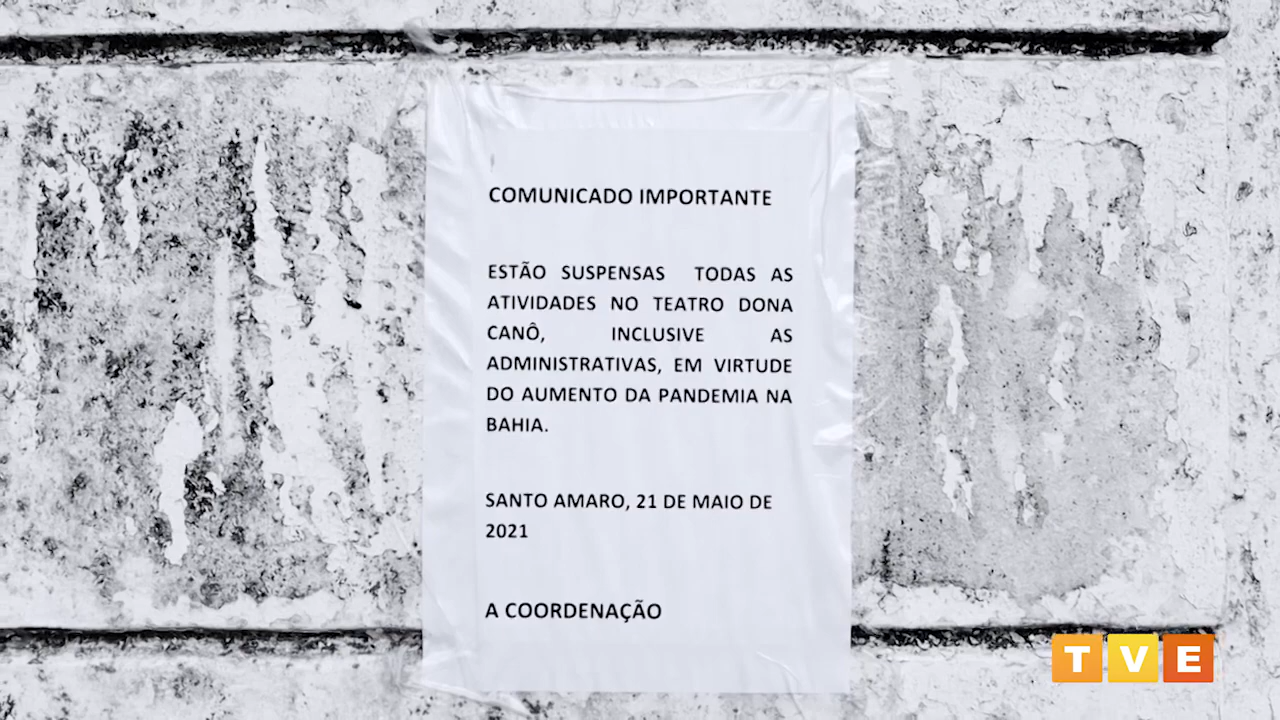 COMUNICADO IMPORTANTE
ESTÃO SUSPENSAS TODAS AS
ATIVIDADES NO TEATRO DONA
CANÔ, INCLUSIVE AS
ADMINISTRATIVAS, EM VIRTUDE
DO AUMENTO DA PANDEMIA NA
BAHIA.
SANTO AMARO, 21 DE MAIO DE
2021
A COORDENAÇÃO
TVE